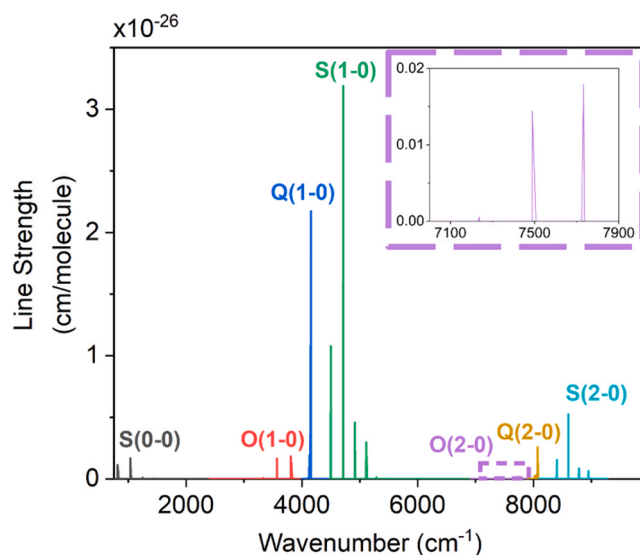 x10-26
S(1-0)
Q(1-0)
S(0-0)
O(1-0)
O(2-0)
Q(2-0)
S(2-0)
3
2
1
0
Line Strength
(cm/molecule)
2000
4000
6000
8000
Wavenumber (cm-1)
0.02
0.01
0.00
7100
7500
7900